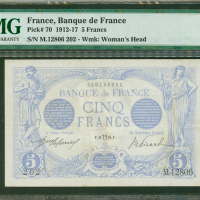 MG
WARRANTY
France, Banque de France
Pick# 70 1912-17 5 Francs
S/N M.12806 202 - Wmk: Woman's Head
BANQUE DE FRANCE
CINQ
FRANCS
5
202
5
M.12806